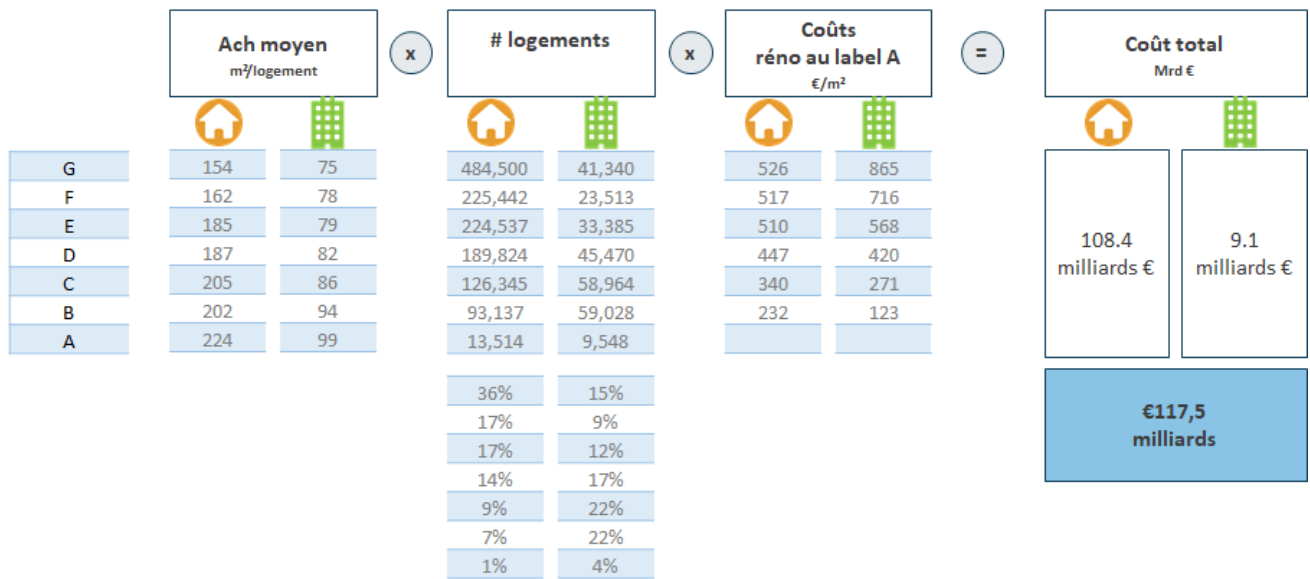 Ach moyen
m²/logement
x
# logements
x
Coûts
réno au label A
€/m²
=
Coût total
Mrd €
G 154 75 484,500 41,340 526 865
F 162 78 225,442 23,513 517 716
E 185 79 224,537 33,385 510 568
D 187 82 189,824 45,470 447 420
C 205 86 126,345 58,964 340 271
B 202 94 93,137 59,028 232 123
A 224 99 13,514 9,548
108.4
milliards €
9.1
milliards €
36% 15%
17% 9%
17% 12%
14% 17%
9% 22%
7% 22%
1% 4%
€117,5
milliards